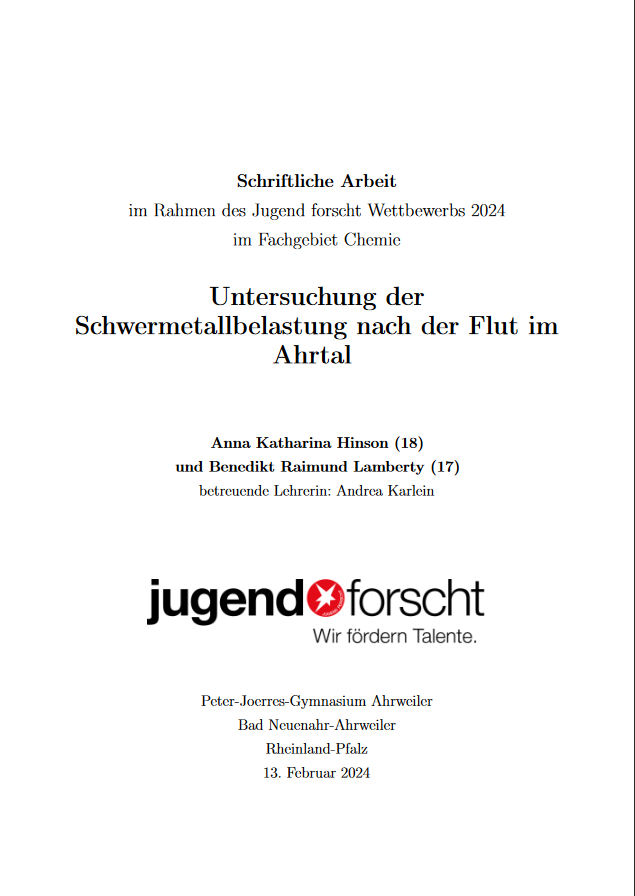 Schriftliche Arbeit
im Rahmen des Jugend forscht Wettbewerbs 2024
im Fachgebiet Chemie
Untersuchung der
Schwermetallbelastung nach der Flut im
Ahrtal
Anna Katharina Hinson (18)
und Benedikt Raimund Lamberty (17)
betreuende Lehrerin: Andrea Karlein
jugend forscht
Wir fördern Talente.
Peter-Joerres-Gymnasium Ahrweiler
Bad Neuenahr-Ahrweiler
Rheinland-Pfalz
13. Februar 2024